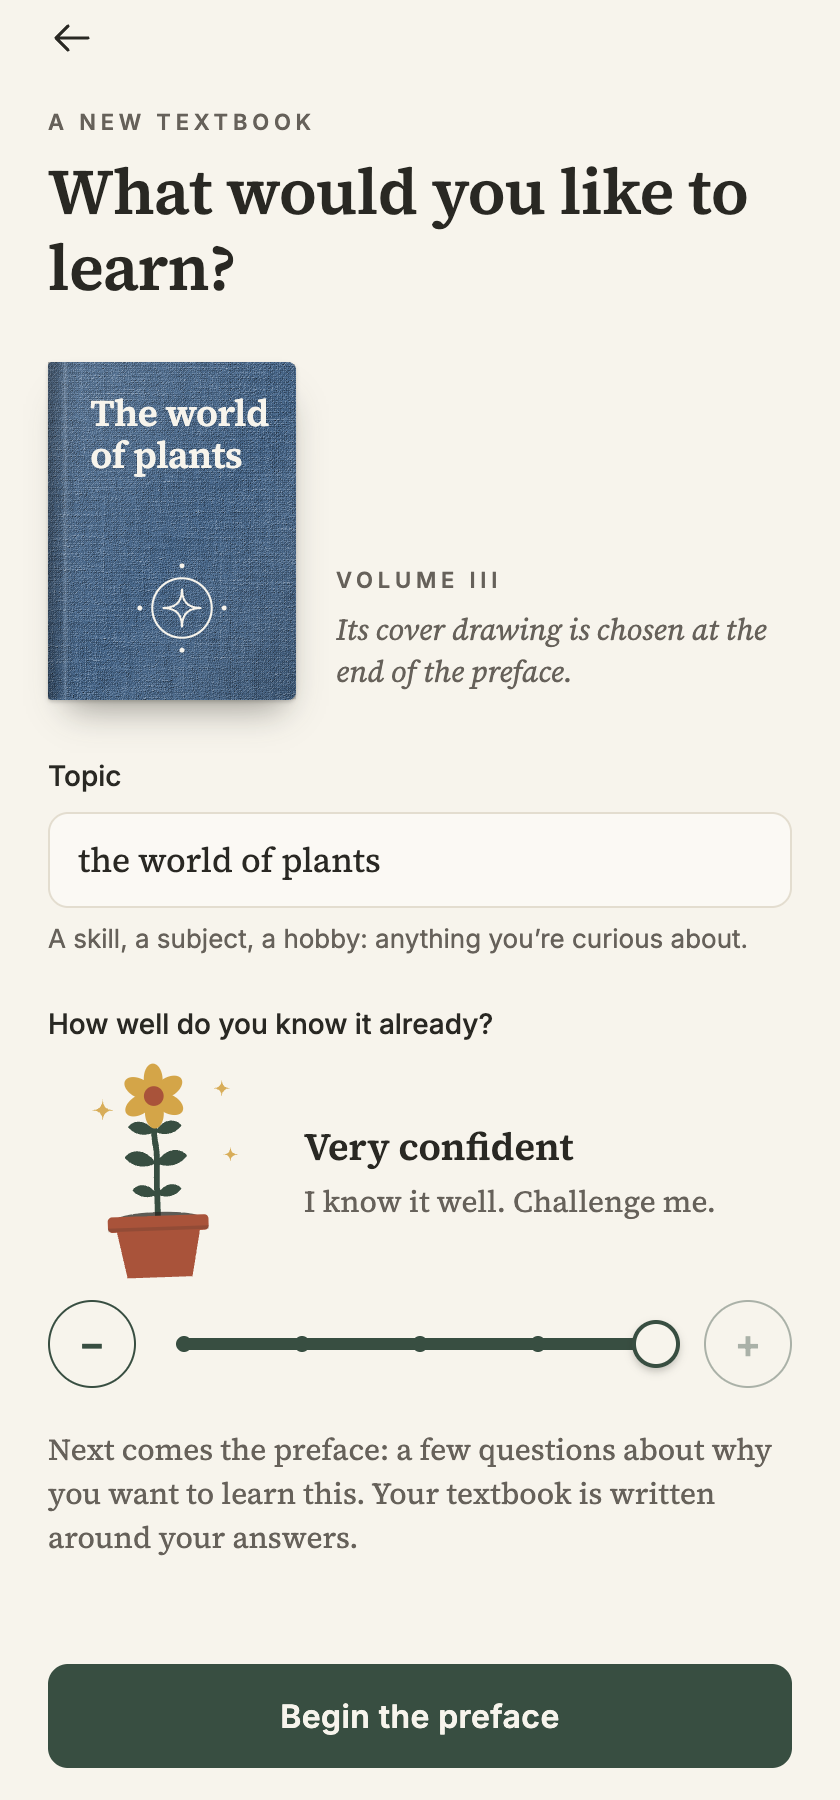 A NEW TEXTBOOK
What would you like to
learn?
The world
of plants
VOLUME III
Its cover drawing is chosen at the
end of the preface.
Topic
the world of plants
A skill, a subject, a hobby: anything you’re curious about.
How well do you know it already?
Very confident
I know it well. Challenge me.
Next comes the preface: a few questions about why
you want to learn this. Your textbook is written
around your answers.
Begin the preface